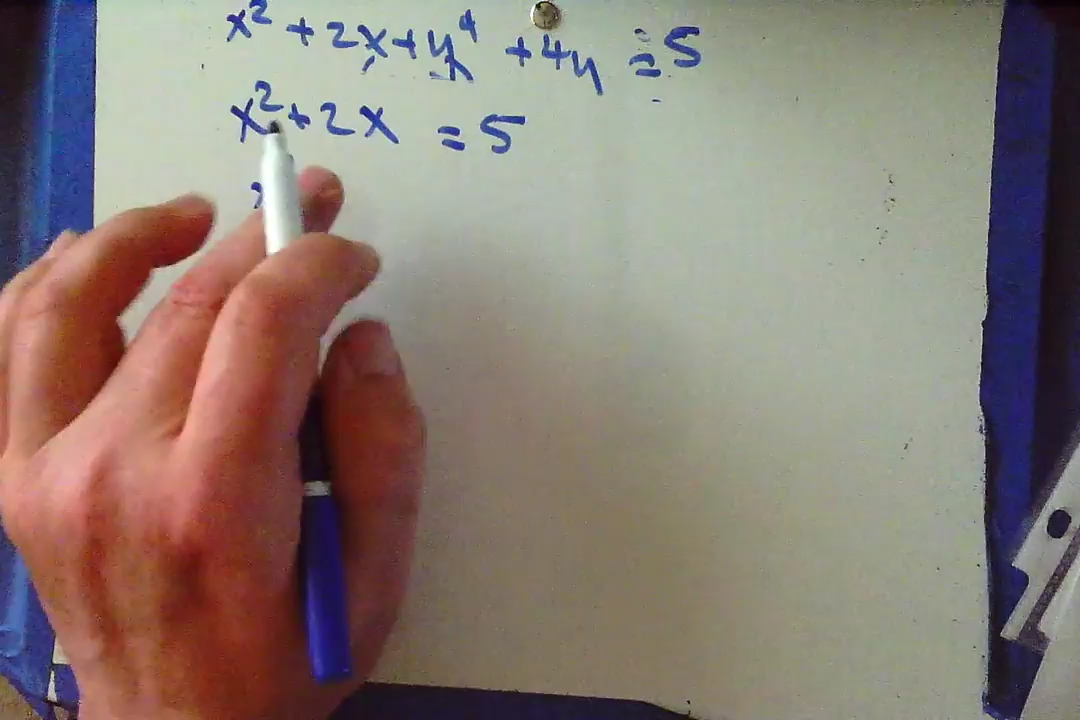 x² + 2x + y⁴ + 4y = 5
x² + 2x = 5